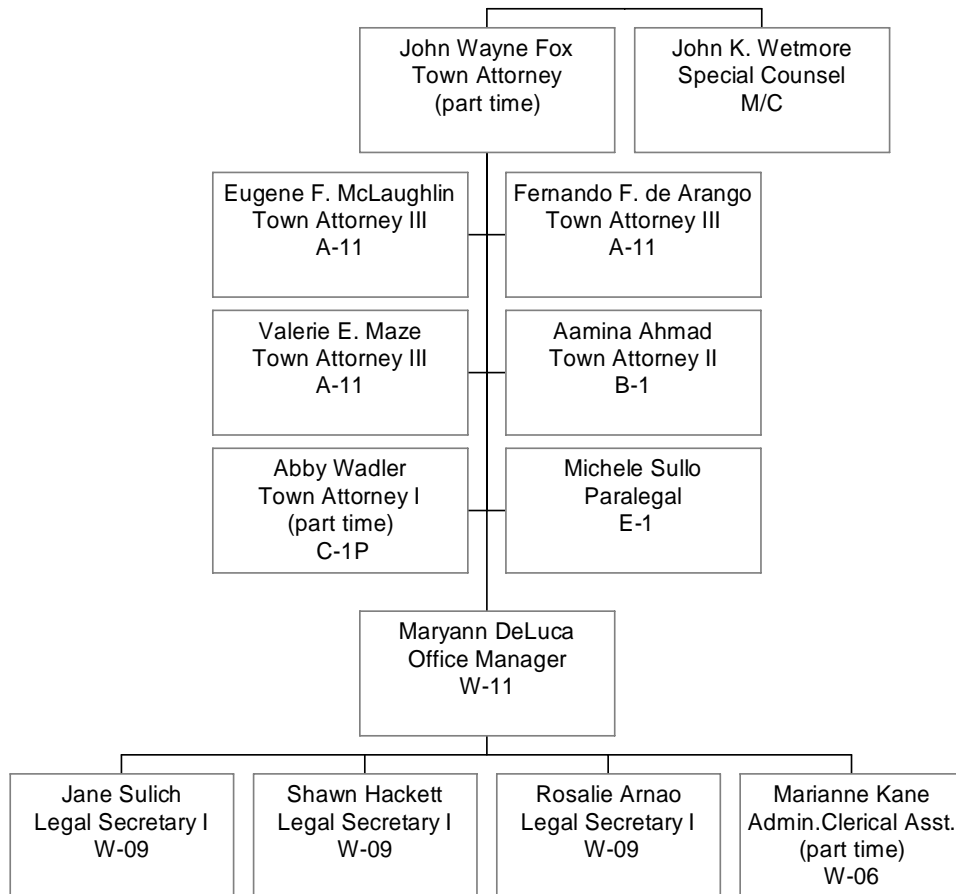 John Wayne Fox
Town Attorney
(part time)
John K. Wetmore
Special Counsel
M/C
Eugene F. McLaughlin
Town Attorney III
A-11
Fernando F. de Arango
Town Attorney III
A-11
Valerie E. Maze
Town Attorney III
A-11
Aamina Ahmad
Town Attorney II
B-1
Abby Wadler
Town Attorney I
(part time)
C-1P
Michele Sullo
Paralegal
E-1
Maryann DeLuca
Office Manager
W-11
Jane Sulich
Legal Secretary I
W-09
Shawn Hackett
Legal Secretary I
W-09
Rosalie Arnao
Legal Secretary I
W-09
Marianne Kane
Admin.Clerical Asst.
(part time)
W-06